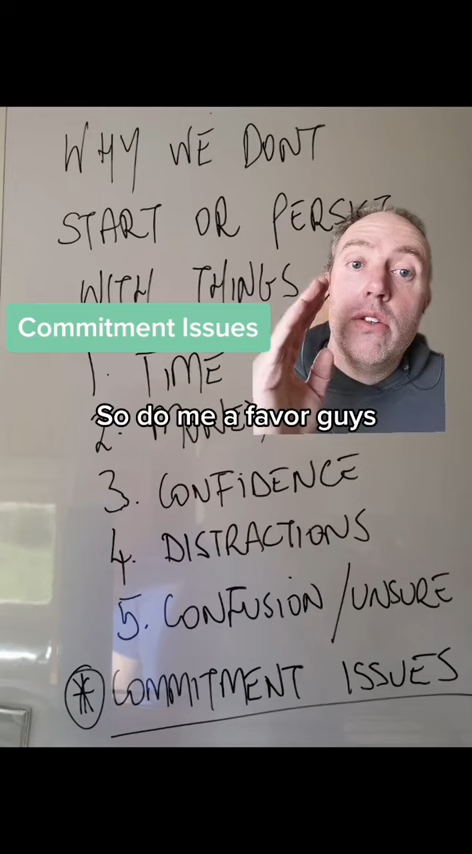 WHY WE DONT
START OR PERSIST
WITH THINGS
Commitment Issues
1. TIME
So do me a favor guys
2.
3. CONFIDENCE
4. DISTRACTIONS
5. CONFUSION/UNSURE
* COMMITMENT ISSUES